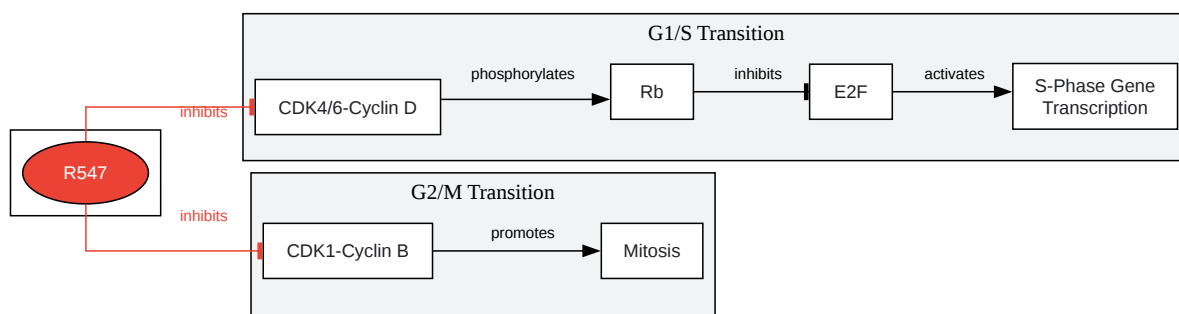 G1/S Transition
phosphorylates
inhibits
activates
inhibits
CDK4/6-Cyclin D
Rb
E2F
S-Phase Gene
Transcription
R547
G2/M Transition
inhibits
promotes
CDK1-Cyclin B
Mitosis